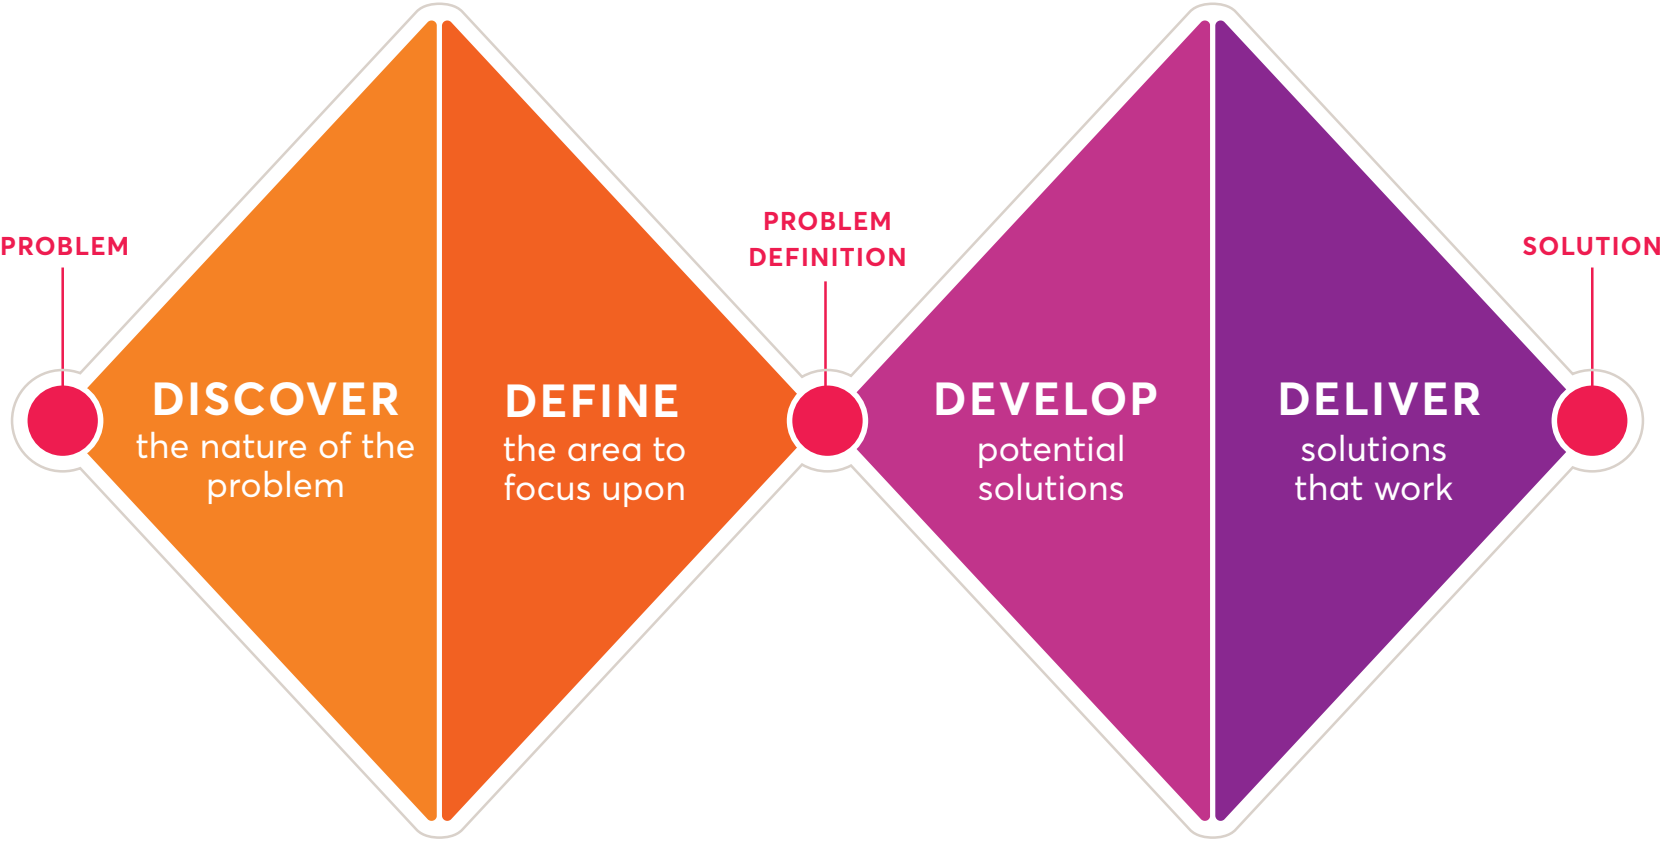 PROBLEM
DISCOVER
the nature of the
problem
DEFINE
the area to
focus upon
PROBLEM
DEFINITION
DEVELOP
potential
solutions
DELIVER
solutions
that work
SOLUTION